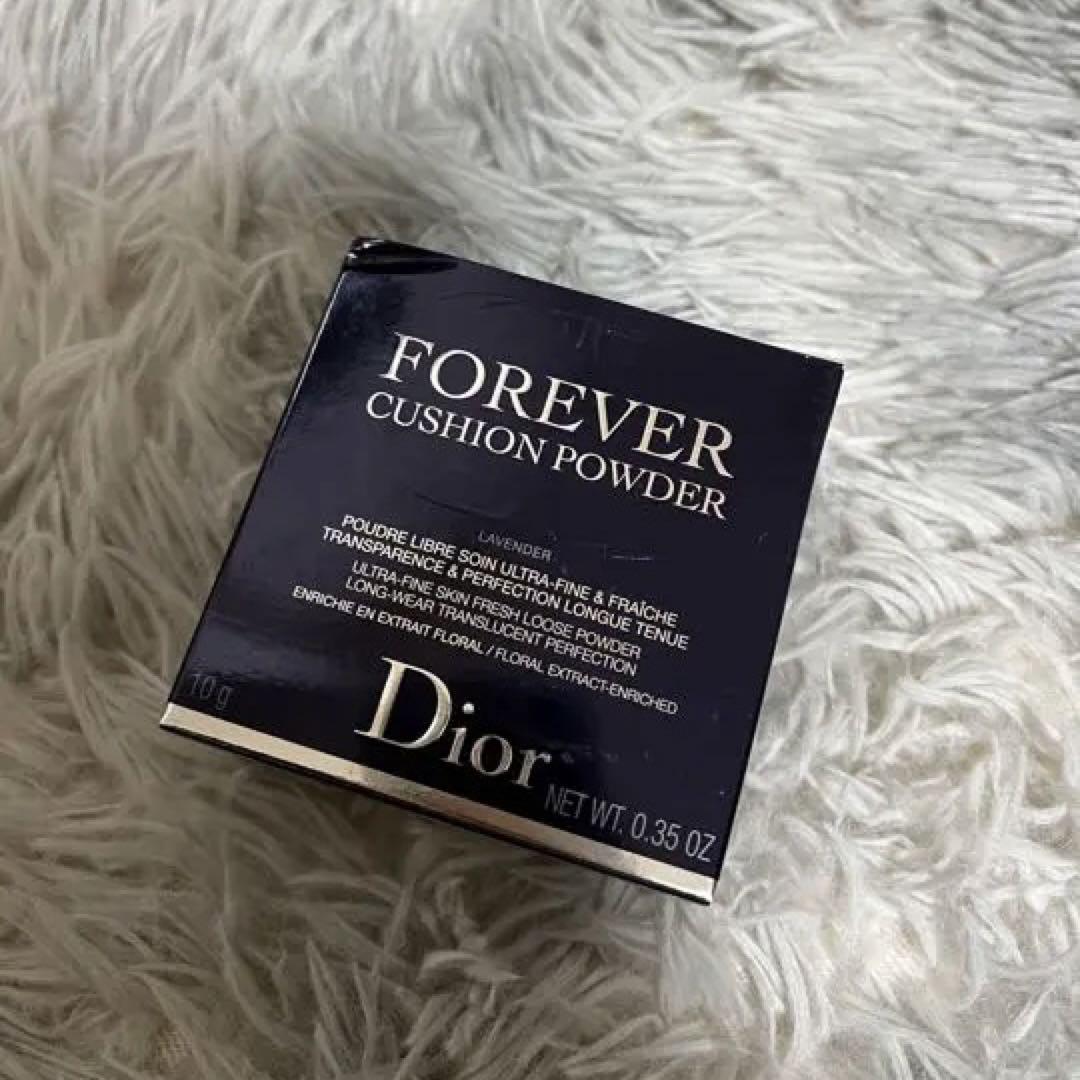 FOREVER
CUSHION POWDER
LAVENDER
POUDRE LIBRE SOIN ULTRA-FINE & FRAÎCHE
TRANSPARENCE & PERFECTION LONGUE TENUE
ULTRA-FINE SKIN FRESH LOOSE POWDER
LONG-WEAR TRANSLUCENT PERFECTION
ENRICHIE EN EXTRAIT FLORAL / FLORAL EXTRACT-ENRICHED
Dior
10 g
NET WT. 0.35 OZ